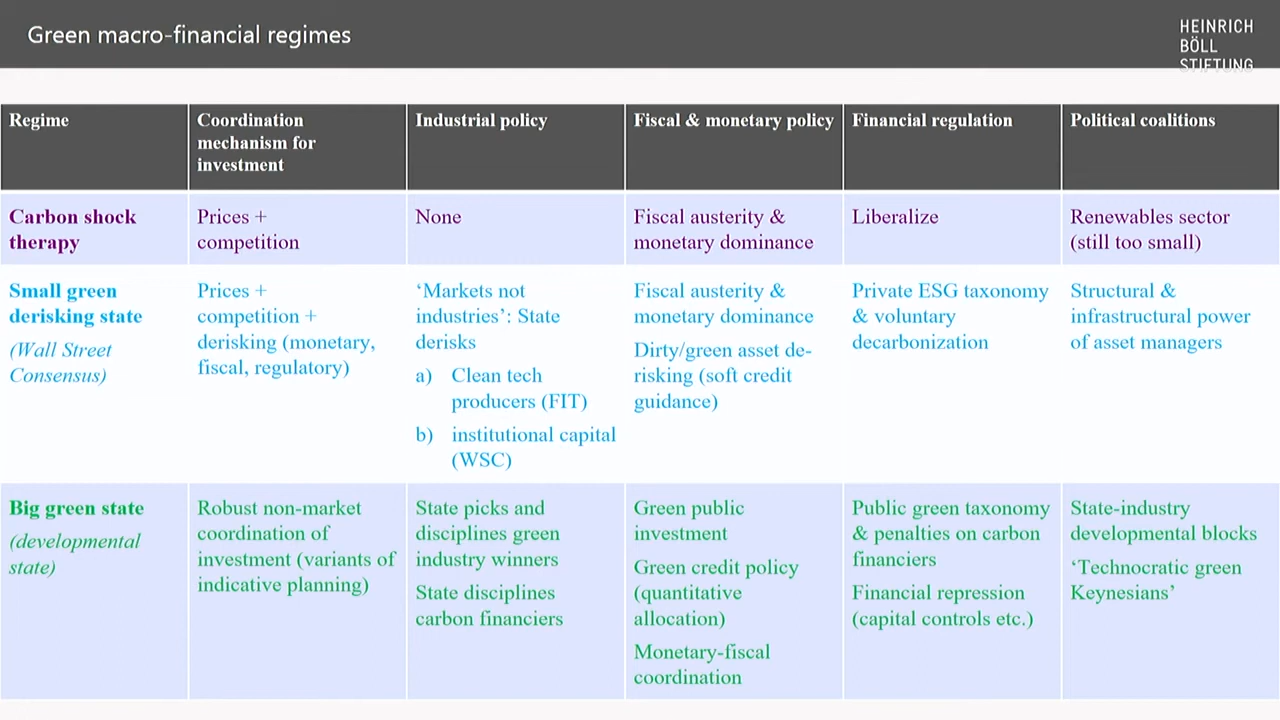 Green macro-financial regimes
HEINRICH
BÖLL
STIFTUNG
Regime
Coordination
mechanism for
investment
Industrial policy
Fiscal & monetary policy
Financial regulation
Political coalitions
Carbon shock
therapy
Prices +
competition
None
Fiscal austerity &
monetary dominance
Liberalize
Renewables sector
(still too small)
Small green
derisking state
(Wall Street
Consensus)
Prices +
competition +
derisking (monetary,
fiscal, regulatory)
‘Markets not
industries’: State
derisks
a) Clean tech
producers (FIT)
b) institutional capital
(WSC)
Fiscal austerity &
monetary dominance
Dirty/green asset de-
risking (soft credit
guidance)
Private ESG taxonomy
& voluntary
decarbonization
Structural &
infrastructural power
of asset managers
Big green state
(developmental
state)
Robust non-market
coordination of
investment (variants of
indicative planning)
State picks and
disciplines green
industry winners
State disciplines
carbon financiers
Green public
investment
Green credit policy
(quantitative
allocation)
Monetary-fiscal
coordination
Public green taxonomy
& penalties on carbon
financiers
Financial repression
(capital controls etc.)
State-industry
developmental blocks
‘Technocratic green
Keynesians’